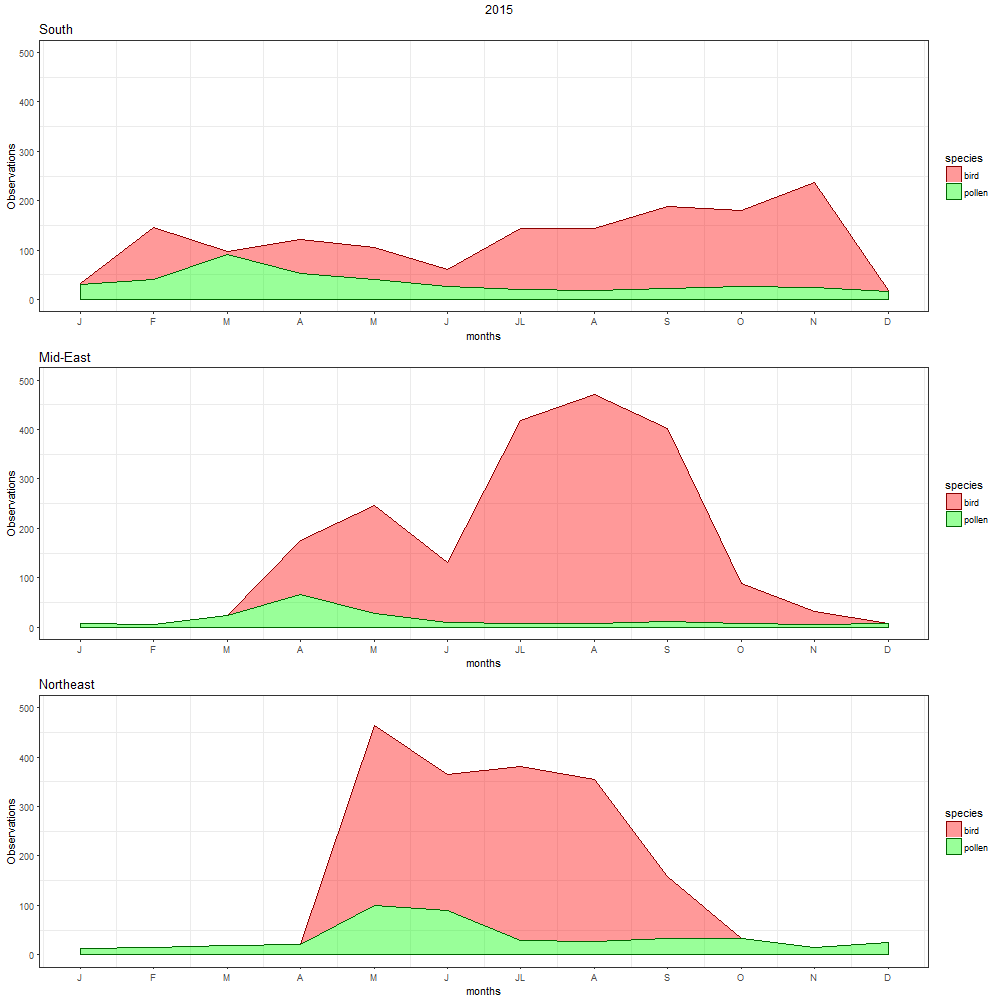 2015
South
500
400
300
200
100
0
Observations
J F M A M J JL A S O N D
months
species
bird
pollen
Mid-East
500
400
300
200
100
0
Observations
J F M A M J JL A S O N D
months
species
bird
pollen
Northeast
500
400
300
200
100
0
Observations
J F M A M J JL A S O N D
months
species
bird
pollen